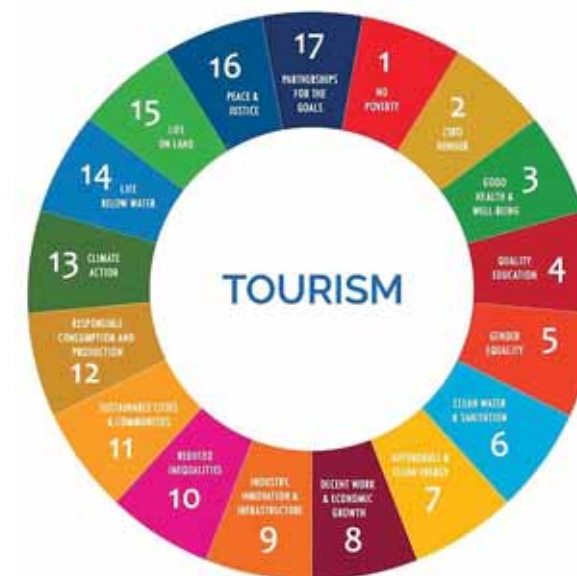 17
PARTNERSHIPS
FOR THE
GOALS
1
NO
POVERTY
2
ZERO
HUNGER
3
GOOD
HEALTH &
WELL-BEING
QUALITY
EDUCATION 4
GENDER
EQUALITY 5
CLEAN WATER
& SANITATION
6
AFFORDABLE &
CLEAN ENERGY
7
DECENT WORK
& ECONOMIC
GROWTH
8
INDUSTRY,
INNOVATION &
INFRASTRUCTURE
9
REDUCED
INEQUALITIES
10
SUSTAINABLE CITIES
& COMMUNITIES
11
RESPONSIBLE
CONSUMPTION AND
PRODUCTION
12
13 CLIMATE
ACTION
14 LIFE
BELOW WATER
15
LIFE
ON LAND
16
PEACE &
JUSTICE
TOURISM